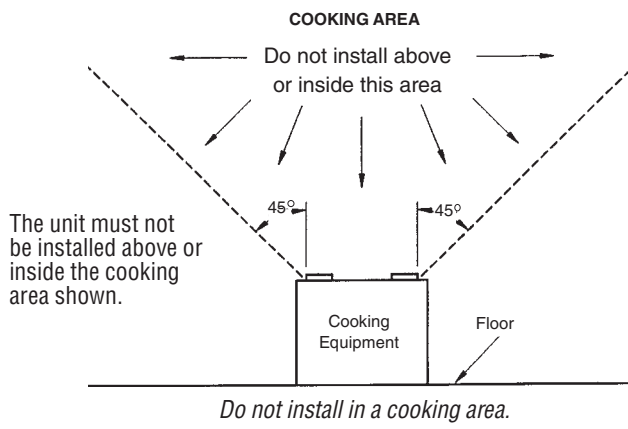 COOKING AREA
Do not install above
or inside this area
45°
45°
The unit must not
be installed above or
inside the cooking
area shown.
Cooking
Equipment
Floor
Do not install in a cooking area.